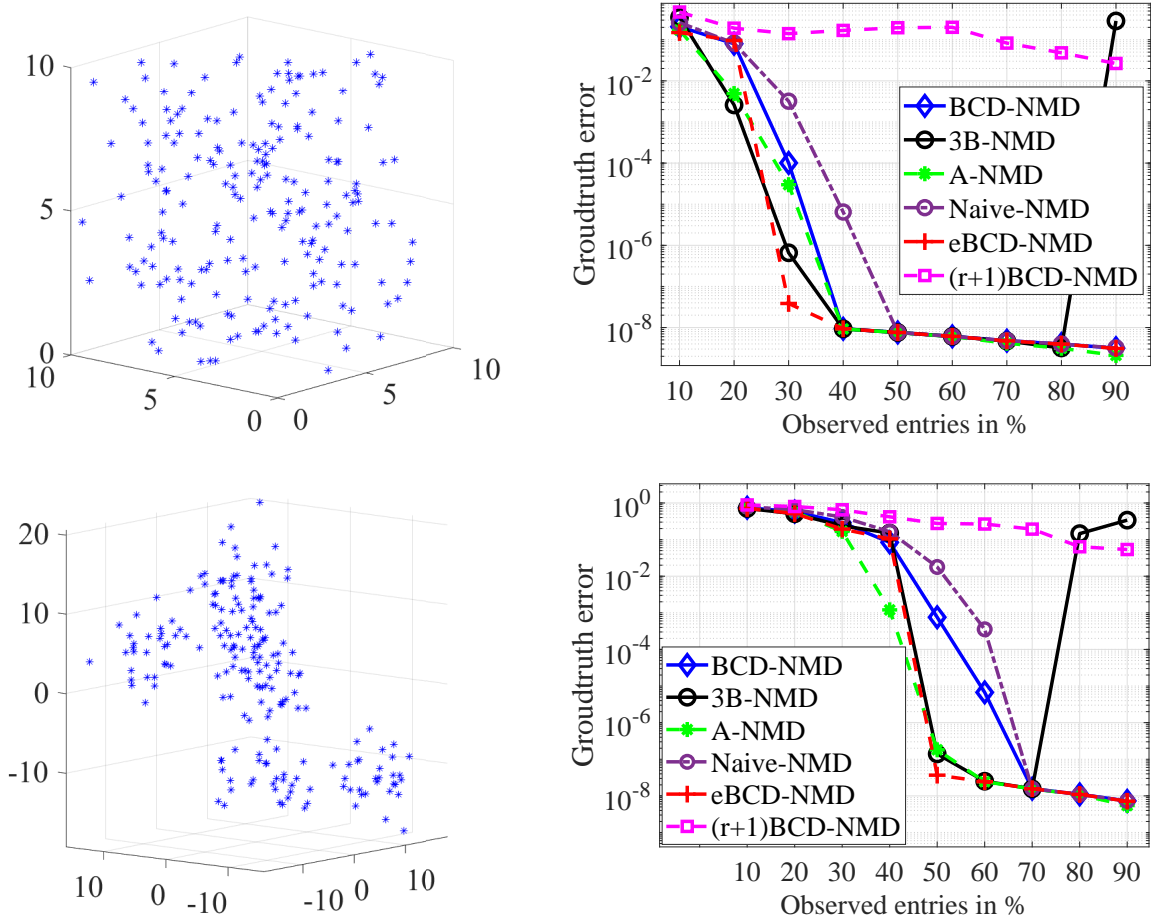 10
5
0
10
5
0
0
5
10
Groudtruth error
10^-2
10^-4
10^-6
10^-8
BCD-NMD
3B-NMD
A-NMD
Naive-NMD
eBCD-NMD
(r+1)BCD-NMD
10 20 30 40 50 60 70 80 90
Observed entries in %
20
10
0
-10
10
0
-10
-10
0
10
Groudtruth error
10^0
10^-2
10^-4
10^-6
10^-8
BCD-NMD
3B-NMD
A-NMD
Naive-NMD
eBCD-NMD
(r+1)BCD-NMD
10 20 30 40 50 60 70 80 90
Observed entries in %